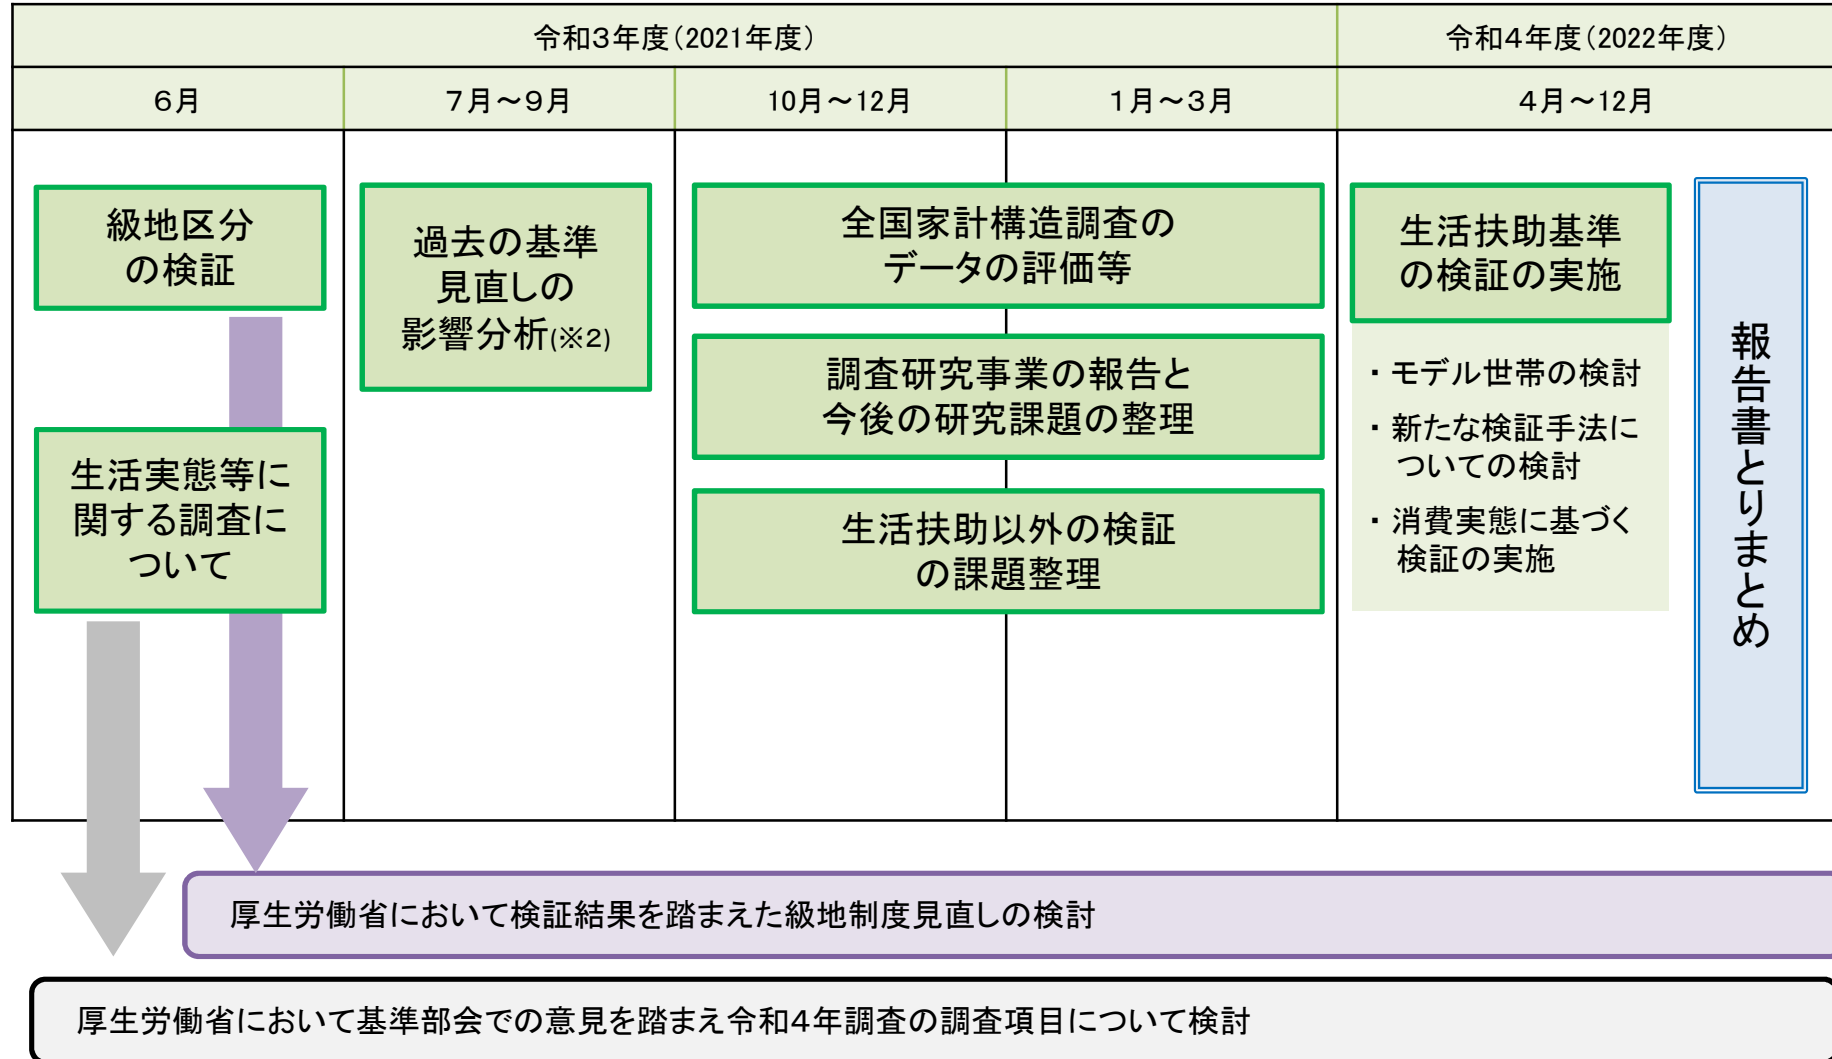 令和３年度（2021年度）
令和４年度（2022年度）
６月
７月～９月
10月～12月
１月～３月
４月～12月
級地区分
の検証
生活実態等に
関する調査に
ついて
過去の基準
見直しの
影響分析(※2)
全国家計構造調査の
データの評価等
調査研究事業の報告と
今後の研究課題の整理
生活扶助以外の検証
の課題整理
生活扶助基準
の検証の実施
・モデル世帯の検討
・新たな検証手法に
ついての検討
・消費実態に基づく
検証の実施
報告書とりまとめ
厚生労働省において検証結果を踏まえた級地制度見直しの検討
厚生労働省において基準部会での意見を踏まえ令和４年調査の調査項目について検討